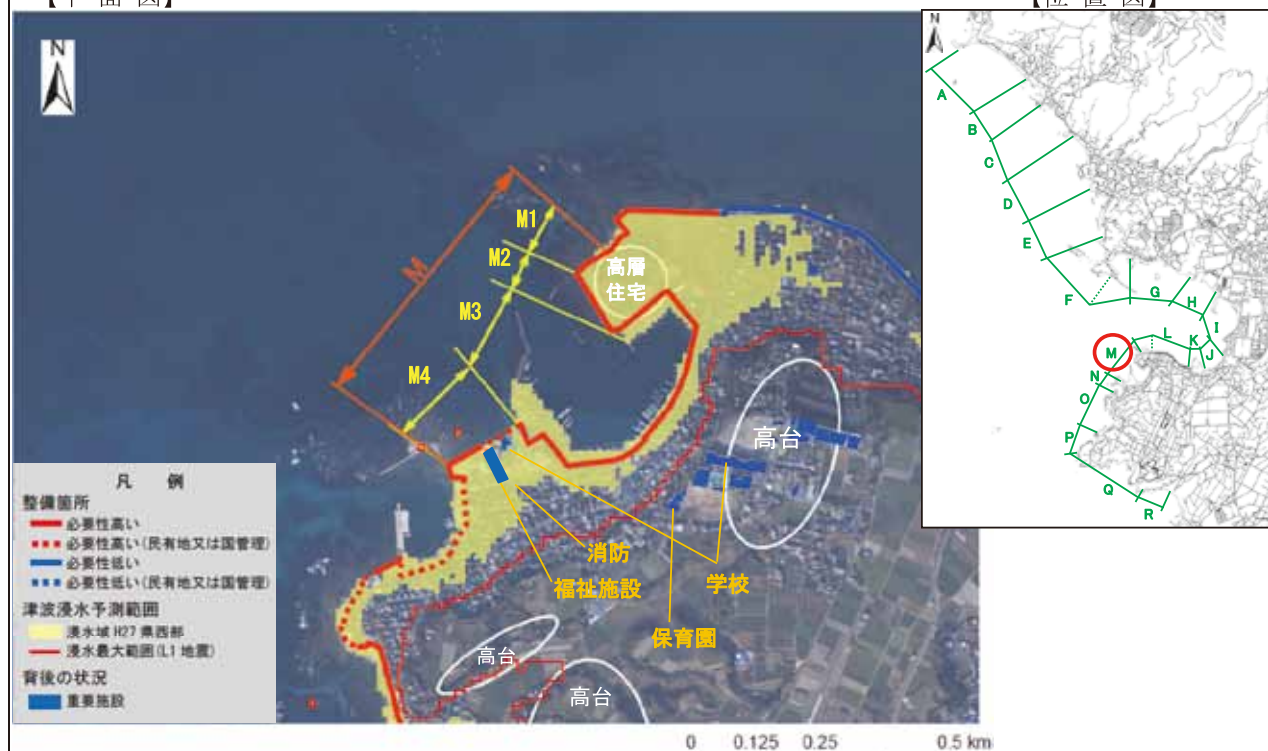 【平面図】
【位置図】
N
M
M1
M2
M3
M4
高層
住宅
高台
消防
福祉施設
学校
保育園
高台
高台
凡 例
整備箇所
必要性高い
必要性高い(民有地又は国管理)
必要性低い
必要性低い(民有地又は国管理)
津波浸水予測範囲
浸水域 H27 県西部
浸水最大範囲(L1 地震)
背後の状況
重要施設
0 0.125 0.25 0.5 km
N
A
B
C
D
E
F
G
H
I
J
K
L
M
N
O
P
Q
R